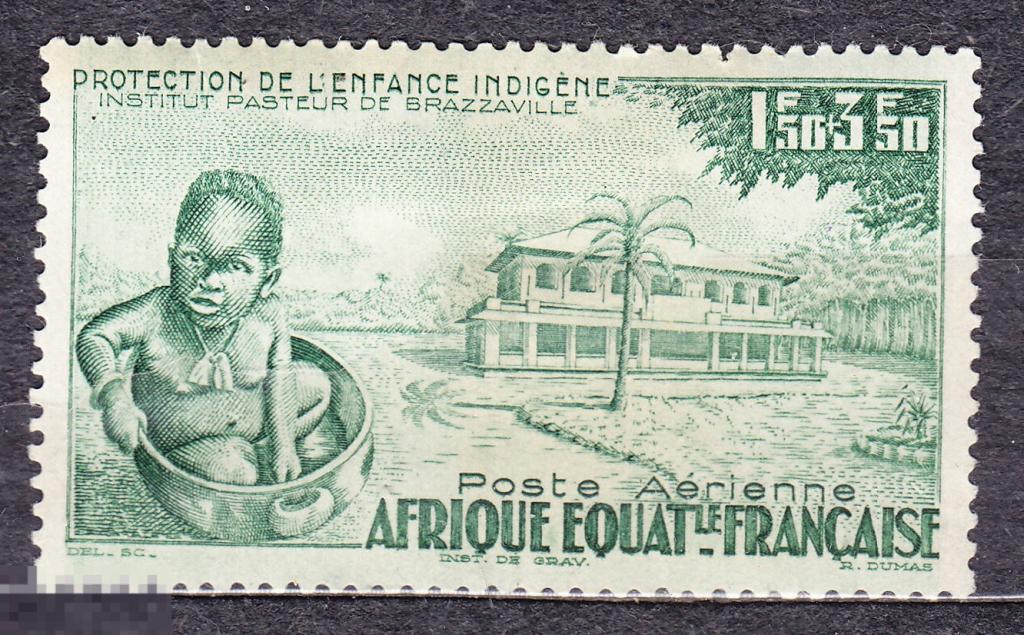 PROTECTION DE L'ENFANCE INDIGÈNE
INSTITUT PASTEUR DE BRAZZAVILLE
1F50+3F50
Poste Aérienne
AFRIQUE EQUATLE-FRANÇAISE
DEL. SC.
INST. DE GRAV.
R. DUMAS